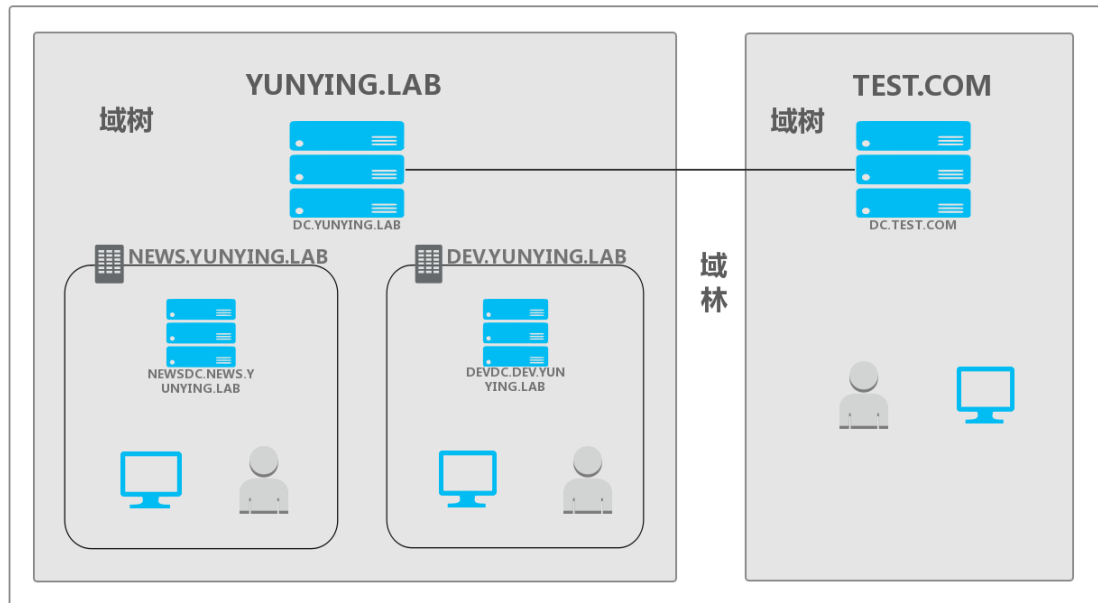 YUNYING.LAB
域树
DC.YUNYING.LAB
NEWS.YUNYING.LAB
NEWSDC.NEWS.Y
UNYING.LAB
DEV.YUNYING.LAB
DEVDC.DEV.YUN
YING.LAB
域
林
TEST.COM
域树
DC.TEST.COM